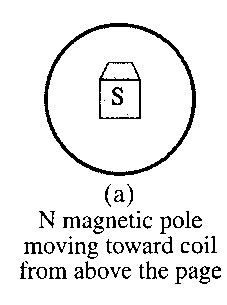 S
(a)
N magnetic pole
moving toward coil
from above the page